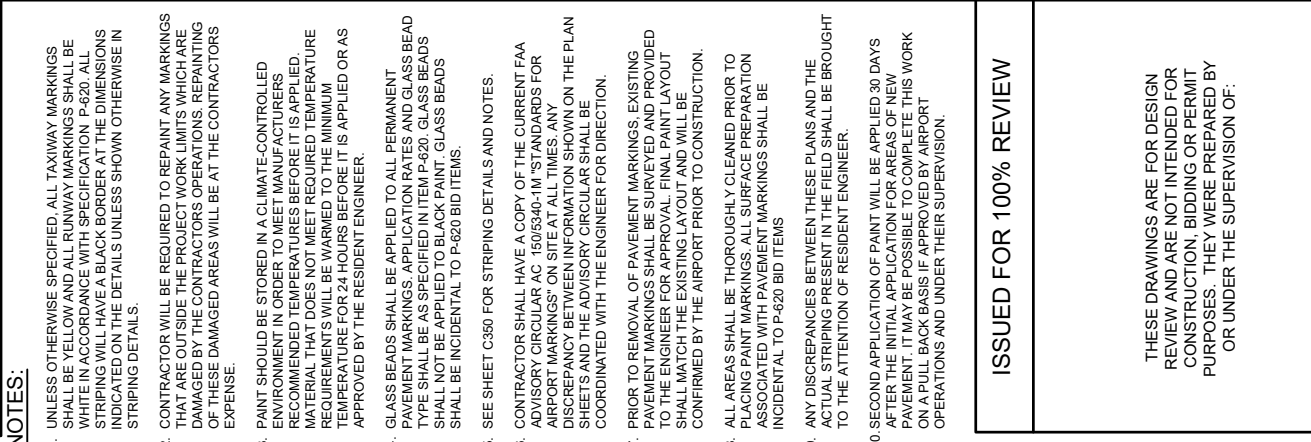 NOTES:
UNLESS OTHERWISE SPECIFIED, ALL TAXIWAY MARKINGS
SHALL BE YELLOW AND ALL RUNWAY MARKINGS SHALL BE
WHITE IN ACCORDANCE WITH SPECIFICATION P-620. ALL
STRIPING WILL HAVE A BLACK BORDER AT THE DIMENSIONS
INDICATED ON THE DETAILS UNLESS SHOWN OTHERWISE IN
STRIPING DETAILS.
CONTRACTOR WILL BE REQUIRED TO REPAINT ANY MARKINGS
THAT ARE OUTSIDE THE PROJECT WORK LIMITS WHICH ARE
DAMAGED BY THE CONTRACTORS OPERATIONS. REPAINTING
OF THESE DAMAGED AREAS WILL BE AT THE CONTRACTORS
EXPENSE.
PAINT SHOULD BE STORED IN A CLIMATE-CONTROLLED
ENVIRONMENT IN ORDER TO MEET MANUFACTURERS
RECOMMENDED TEMPERATURES BEFORE IT IS APPLIED.
MATERIAL THAT DOES NOT MEET REQUIRED TEMPERATURE
REQUIREMENTS WILL BE WARMED TO THE MINIMUM
TEMPERATURE FOR 24 HOURS BEFORE IT IS APPLIED OR AS
APPROVED BY THE RESIDENT ENGINEER.
GLASS BEADS SHALL BE APPLIED TO ALL PERMANENT
PAVEMENT MARKINGS. APPLICATION RATES AND GLASS BEAD
TYPE SHALL BE AS SPECIFIED IN ITEM P-620. GLASS BEADS
SHALL NOT BE APPLIED TO BLACK PAINT. GLASS BEADS
SHALL BE INCIDENTAL TO P-620 BID ITEMS.
SEE SHEET C350 FOR STRIPING DETAILS AND NOTES.
CONTRACTOR SHALL HAVE A COPY OF THE CURRENT FAA
ADVISORY CIRCULAR AC 150/5340-1M "STANDARDS FOR
AIRPORT MARKINGS" ON SITE AT ALL TIMES. ANY
DISCREPANCY BETWEEN INFORMATION SHOWN ON THE PLAN
SHEETS AND THE ADVISORY CIRCULAR SHALL BE
COORDINATED WITH THE ENGINEER FOR DIRECTION.
PRIOR TO REMOVAL OF PAVEMENT MARKINGS, EXISTING
PAVEMENT MARKINGS SHALL BE SURVEYED AND PROVIDED
TO THE ENGINEER FOR APPROVAL. FINAL PAINT LAYOUT
SHALL MATCH THE EXISTING LAYOUT AND WILL BE
CONFIRMED BY THE AIRPORT PRIOR TO CONSTRUCTION.
ALL AREAS SHALL BE THOROUGHLY CLEANED PRIOR TO
PLACING PAINT MARKINGS. ALL SURFACE PREPARATION
ASSOCIATED WITH PAVEMENT MARKINGS SHALL BE
INCIDENTAL TO P-620 BID ITEMS
ANY DISCREPANCIES BETWEEN THESE PLANS AND THE
ACTUAL STRIPING PRESENT IN THE FIELD SHALL BE BROUGHT
TO THE ATTENTION OF RESIDENT ENGINEER.
0. SECOND APPLICATION OF PAINT WILL BE APPLIED 30 DAYS
AFTER THE INITIAL APPLICATION FOR AREAS OF NEW
PAVEMENT. IT MAY BE POSSIBLE TO COMPLETE THIS WORK
ON A PULL BACK BASIS IF APPROVED BY AIRPORT
OPERATIONS AND UNDER THEIR SUPERVISION.
ISSUED FOR 100% REVIEW
THESE DRAWINGS ARE FOR DESIGN
REVIEW AND ARE NOT INTENDED FOR
CONSTRUCTION, BIDDING OR PERMIT
PURPOSES. THEY WERE PREPARED BY
OR UNDER THE SUPERVISION OF: